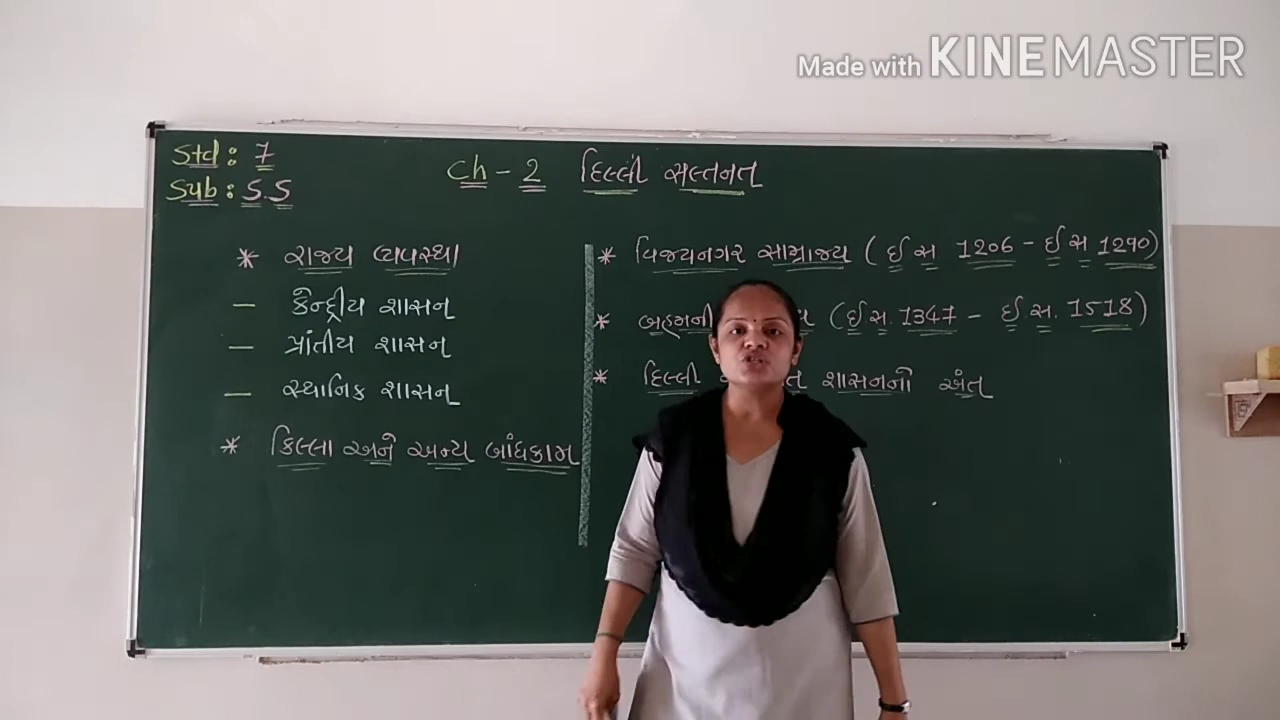 Made with KINEMASTER
Std : 7
Sub : S.S
Ch - 2 દિલ્લી સલ્તનત
* રાજ્ય વ્યવસ્થા
– કેન્દ્રીય શાસન
– પ્રાંતીય શાસન
– સ્થાનિક શાસન
* કિલ્લા અને અન્ય બાંધકામ
* વિજયનગર સામ્રાજ્ય ( ઈ સ 1206 - ઈ સ 1290)
* બહમની (ઈ સ. 1347 - ઈ સ. 1518)
* દિલ્લી શાસનનો અંત